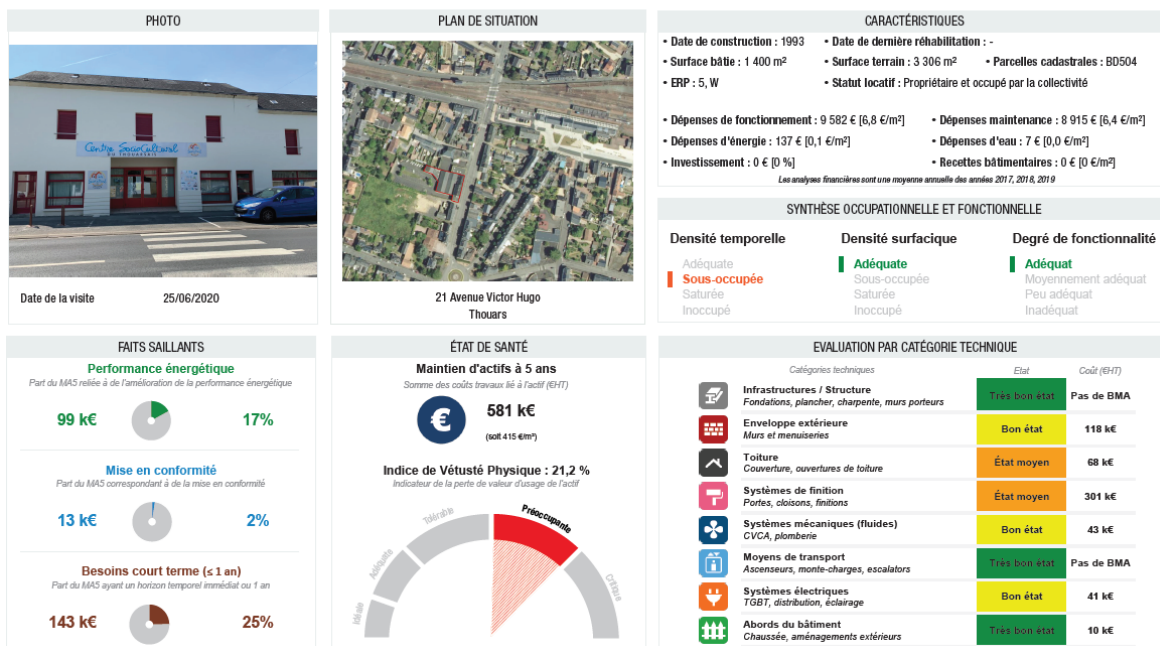 PHOTO
Centre SocioCulturel
DU THOUARSAIS
Date de la visite 25/06/2020
PLAN DE SITUATION
21 Avenue Victor Hugo
Thouars
CARACTÉRISTIQUES
• Date de construction : 1993 • Date de dernière réhabilitation : -
• Surface bâtie : 1 400 m² • Surface terrain : 3 306 m² • Parcelles cadastrales : BD504
• ERP : 5, W • Statut locatif : Propriétaire et occupé par la collectivité
• Dépenses de fonctionnement : 9 582 € [6,8 €/m²] • Dépenses maintenance : 8 915 € [6,4 €/m²]
• Dépenses d'énergie : 137 € [0,1 €/m²] • Dépenses d'eau : 7 € [0,0 €/m²]
• Investissement : 0 € [0 %] • Recettes bâtimentaires : 0 € [0 €/m²]
Les analyses financières sont une moyenne annuelle des années 2017, 2018, 2019
SYNTHÈSE OCCUPATIONNELLE ET FONCTIONNELLE
Densité temporelle Densité surfacique Degré de fonctionnalité
Adéquate Adéquate Adéquat
Sous-occupée Sous-occupée Moyennement adéquat
Saturée Saturée Peu adéquat
Inoccupé Inoccupé Inadéquat
FAITS SAILLANTS
Performance énergétique
Part du MA5 reliée à de l'amélioration de la performance énergétique
99 k€ 17%
Mise en conformité
Part du MA5 correspondant à de la mise en conformité
13 k€ 2%
Besoins court terme (≤ 1 an)
Part du MA5 ayant un horizon temporel immédiat ou 1 an
143 k€ 25%
ÉTAT DE SANTÉ
Maintien d'actifs à 5 ans
Somme des coûts travaux lié à l'actif (€HT)
€
581 k€
(soit 415 €/m²)
Indice de Vétusté Physique : 21,2 %
Indicateur de la perte de valeur d'usage de l'actif
Idéale
Adéquate
Tolérable
Préoccupante
Critique
EVALUATION PAR CATÉGORIE TECHNIQUE
Catégories techniques Etat Coût (€HT)
Infrastructures / Structure
Fondations, plancher, charpente, murs porteurs
Très bon état Pas de BMA
Enveloppe extérieure
Murs et menuiseries
Bon état 118 k€
Toiture
Couverture, ouvertures de toiture
État moyen 68 k€
Systèmes de finition
Portes, cloisons, finitions
État moyen 301 k€
Systèmes mécaniques (fluides)
CVCA, plomberie
Bon état 43 k€
Moyens de transport
Ascenseurs, monte-charges, escalators
Très bon état Pas de BMA
Systèmes électriques
TGBT, distribution, éclairage
Bon état 41 k€
Abords du bâtiment
Chaussée, aménagements extérieurs
Très bon état 10 k€